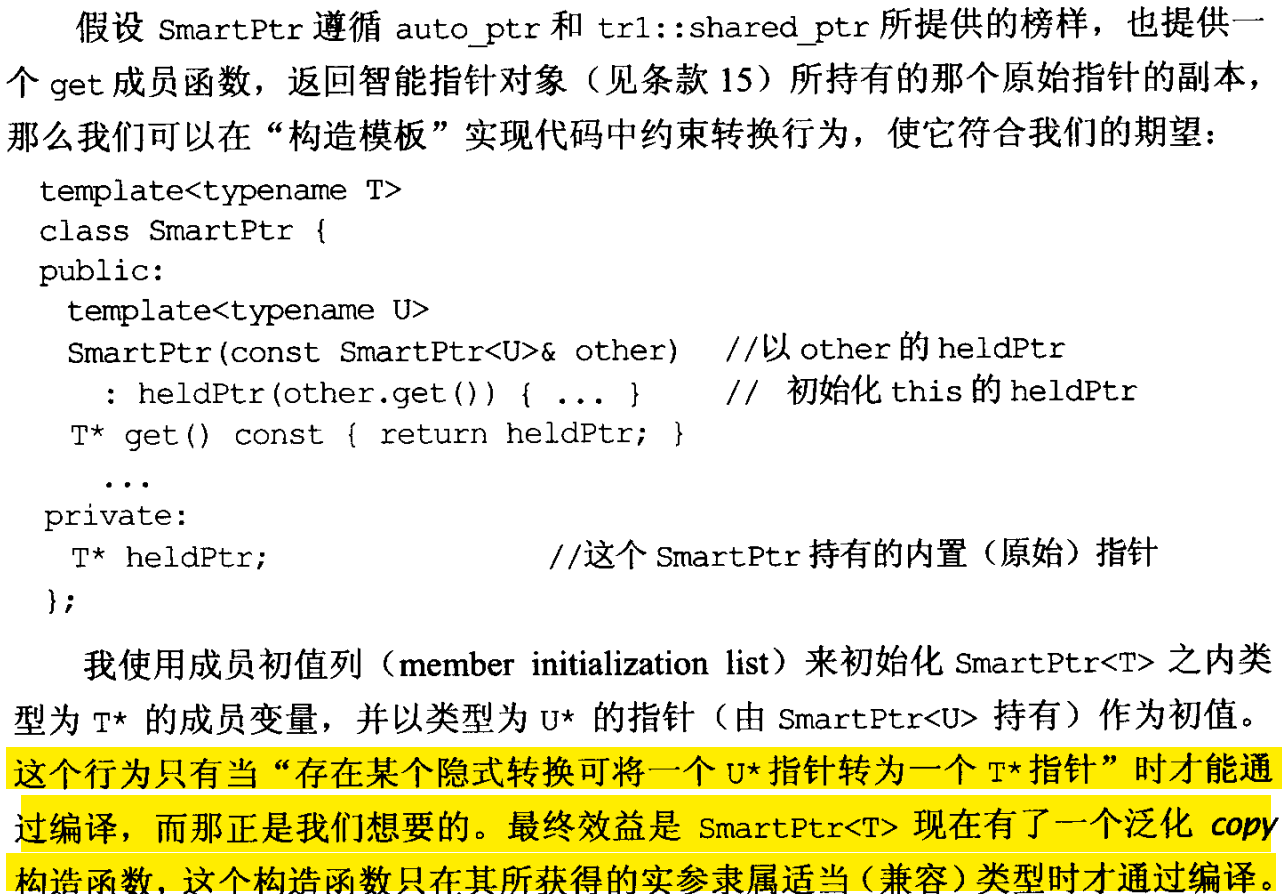 假设 SmartPtr 遵循 auto_ptr 和 tr1::shared_ptr 所提供的榜样，也提供一
个 get 成员函数，返回智能指针对象（见条款 15）所持有的那个原始指针的副本，
那么我们可以在“构造模板”实现代码中约束转换行为，使它符合我们的期望：
template<typename T>
class SmartPtr {
public:
template<typename U>
SmartPtr(const SmartPtr<U>& other) //以 other 的 heldPtr
: heldPtr(other.get()) { ... } // 初始化 this 的 heldPtr
T* get() const { return heldPtr; }
...
private:
T* heldPtr; //这个 SmartPtr 持有的内置（原始）指针
};
我使用成员初值列（member initialization list）来初始化 SmartPtr<T> 之内类
型为 T* 的成员变量，并以类型为 U* 的指针（由 SmartPtr<U> 持有）作为初值。
这个行为只有当“存在某个隐式转换可将一个 U* 指针转为一个 T* 指针”时才能通
过编译，而那正是我们想要的。最终效益是 SmartPtr<T> 现在有了一个泛化 copy
构造函数，这个构造函数只在其所获得的实参隶属适当（兼容）类型时才通过编译。